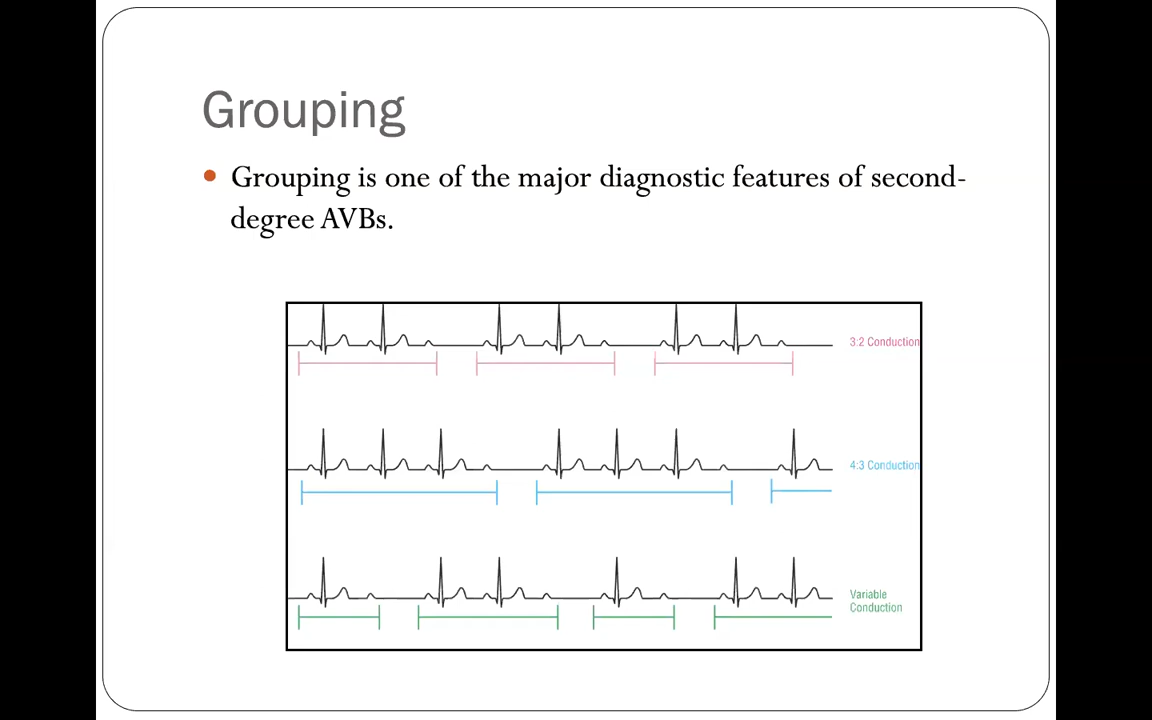 Grouping
Grouping is one of the major diagnostic features of second-
degree AVBs.
3:2 Conduction
4:3 Conduction
Variable
Conduction